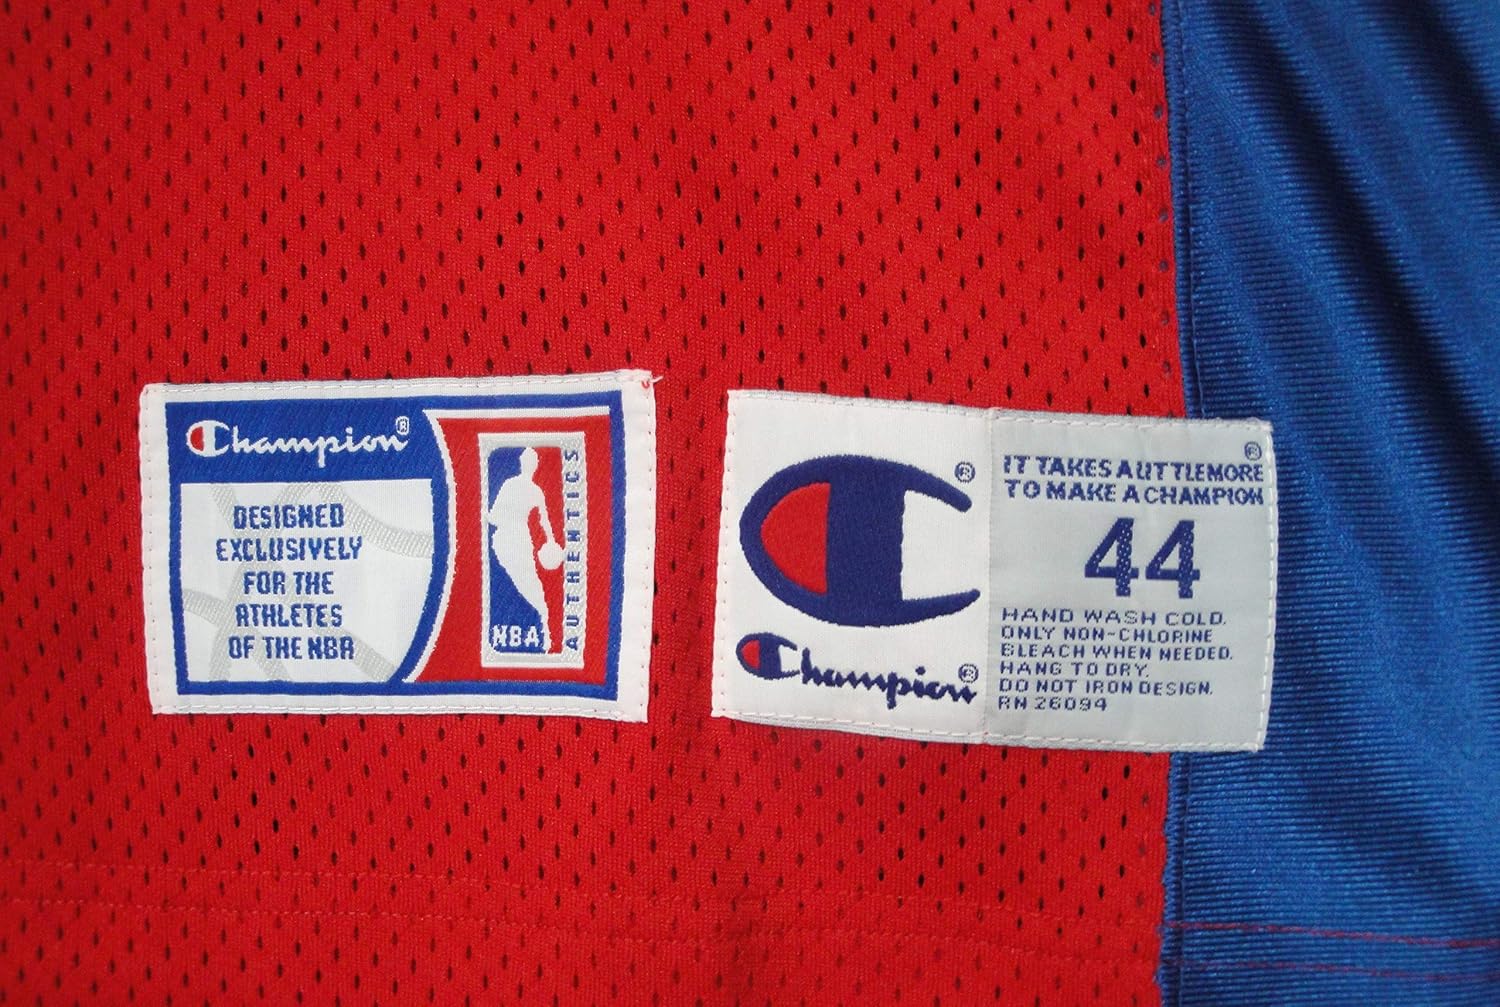 Champion®
DESIGNED
EXCLUSIVELY
FOR THE
ATHLETES
OF THE NBA
NBA
AUTHENTICS
®
Champion®
®
IT TAKES A LITTLE MORE
TO MAKE A CHAMPION
44
HAND WASH COLD.
ONLY NON-CHLORINE
BLEACH WHEN NEEDED.
HANG TO DRY.
DO NOT IRON DESIGN.
RN 26094